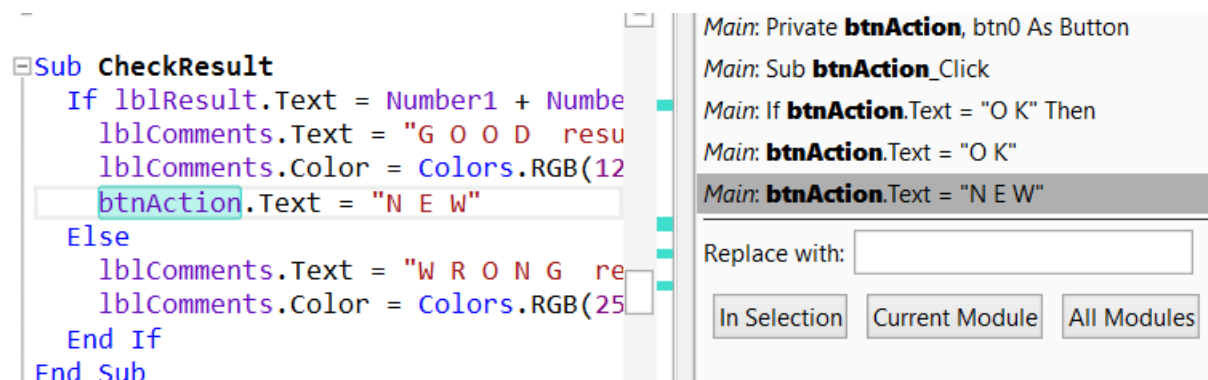 Sub CheckResult
If lblResult.Text = Number1 + Numbe
lblComments.Text = "G O O D  resu
lblComments.Color = Colors.RGB(12
btnAction.Text = "N E W"
Else
lblComments.Text = "W R O N G  re
lblComments.Color = Colors.RGB(25
End If
End Sub
Main: Private btnAction, btn0 As Button
Main: Sub btnAction_Click
Main: If btnAction.Text = "O K" Then
Main: btnAction.Text = "O K"
Main: btnAction.Text = "N E W"
Replace with:
In Selection
Current Module
All Modules